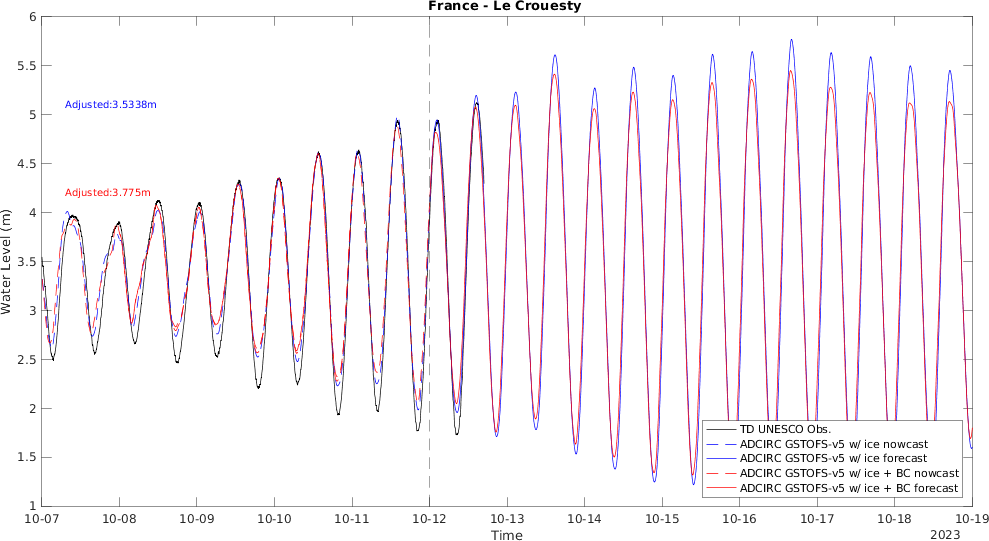 France - Le Crouesty
6
5.5
5
4.5
4
3.5
3
2.5
2
1.5
1
Water Level (m)
Adjusted:3.5338m
Adjusted:3.775m
TD UNESCO Obs.
ADCIRC GSTOFS-v5 w/ ice nowcast
ADCIRC GSTOFS-v5 w/ ice forecast
ADCIRC GSTOFS-v5 w/ ice + BC nowcast
ADCIRC GSTOFS-v5 w/ ice + BC forecast
10-07 10-08 10-09 10-10 10-11 10-12 10-13 10-14 10-15 10-16 10-17 10-18 10-19
Time
2023